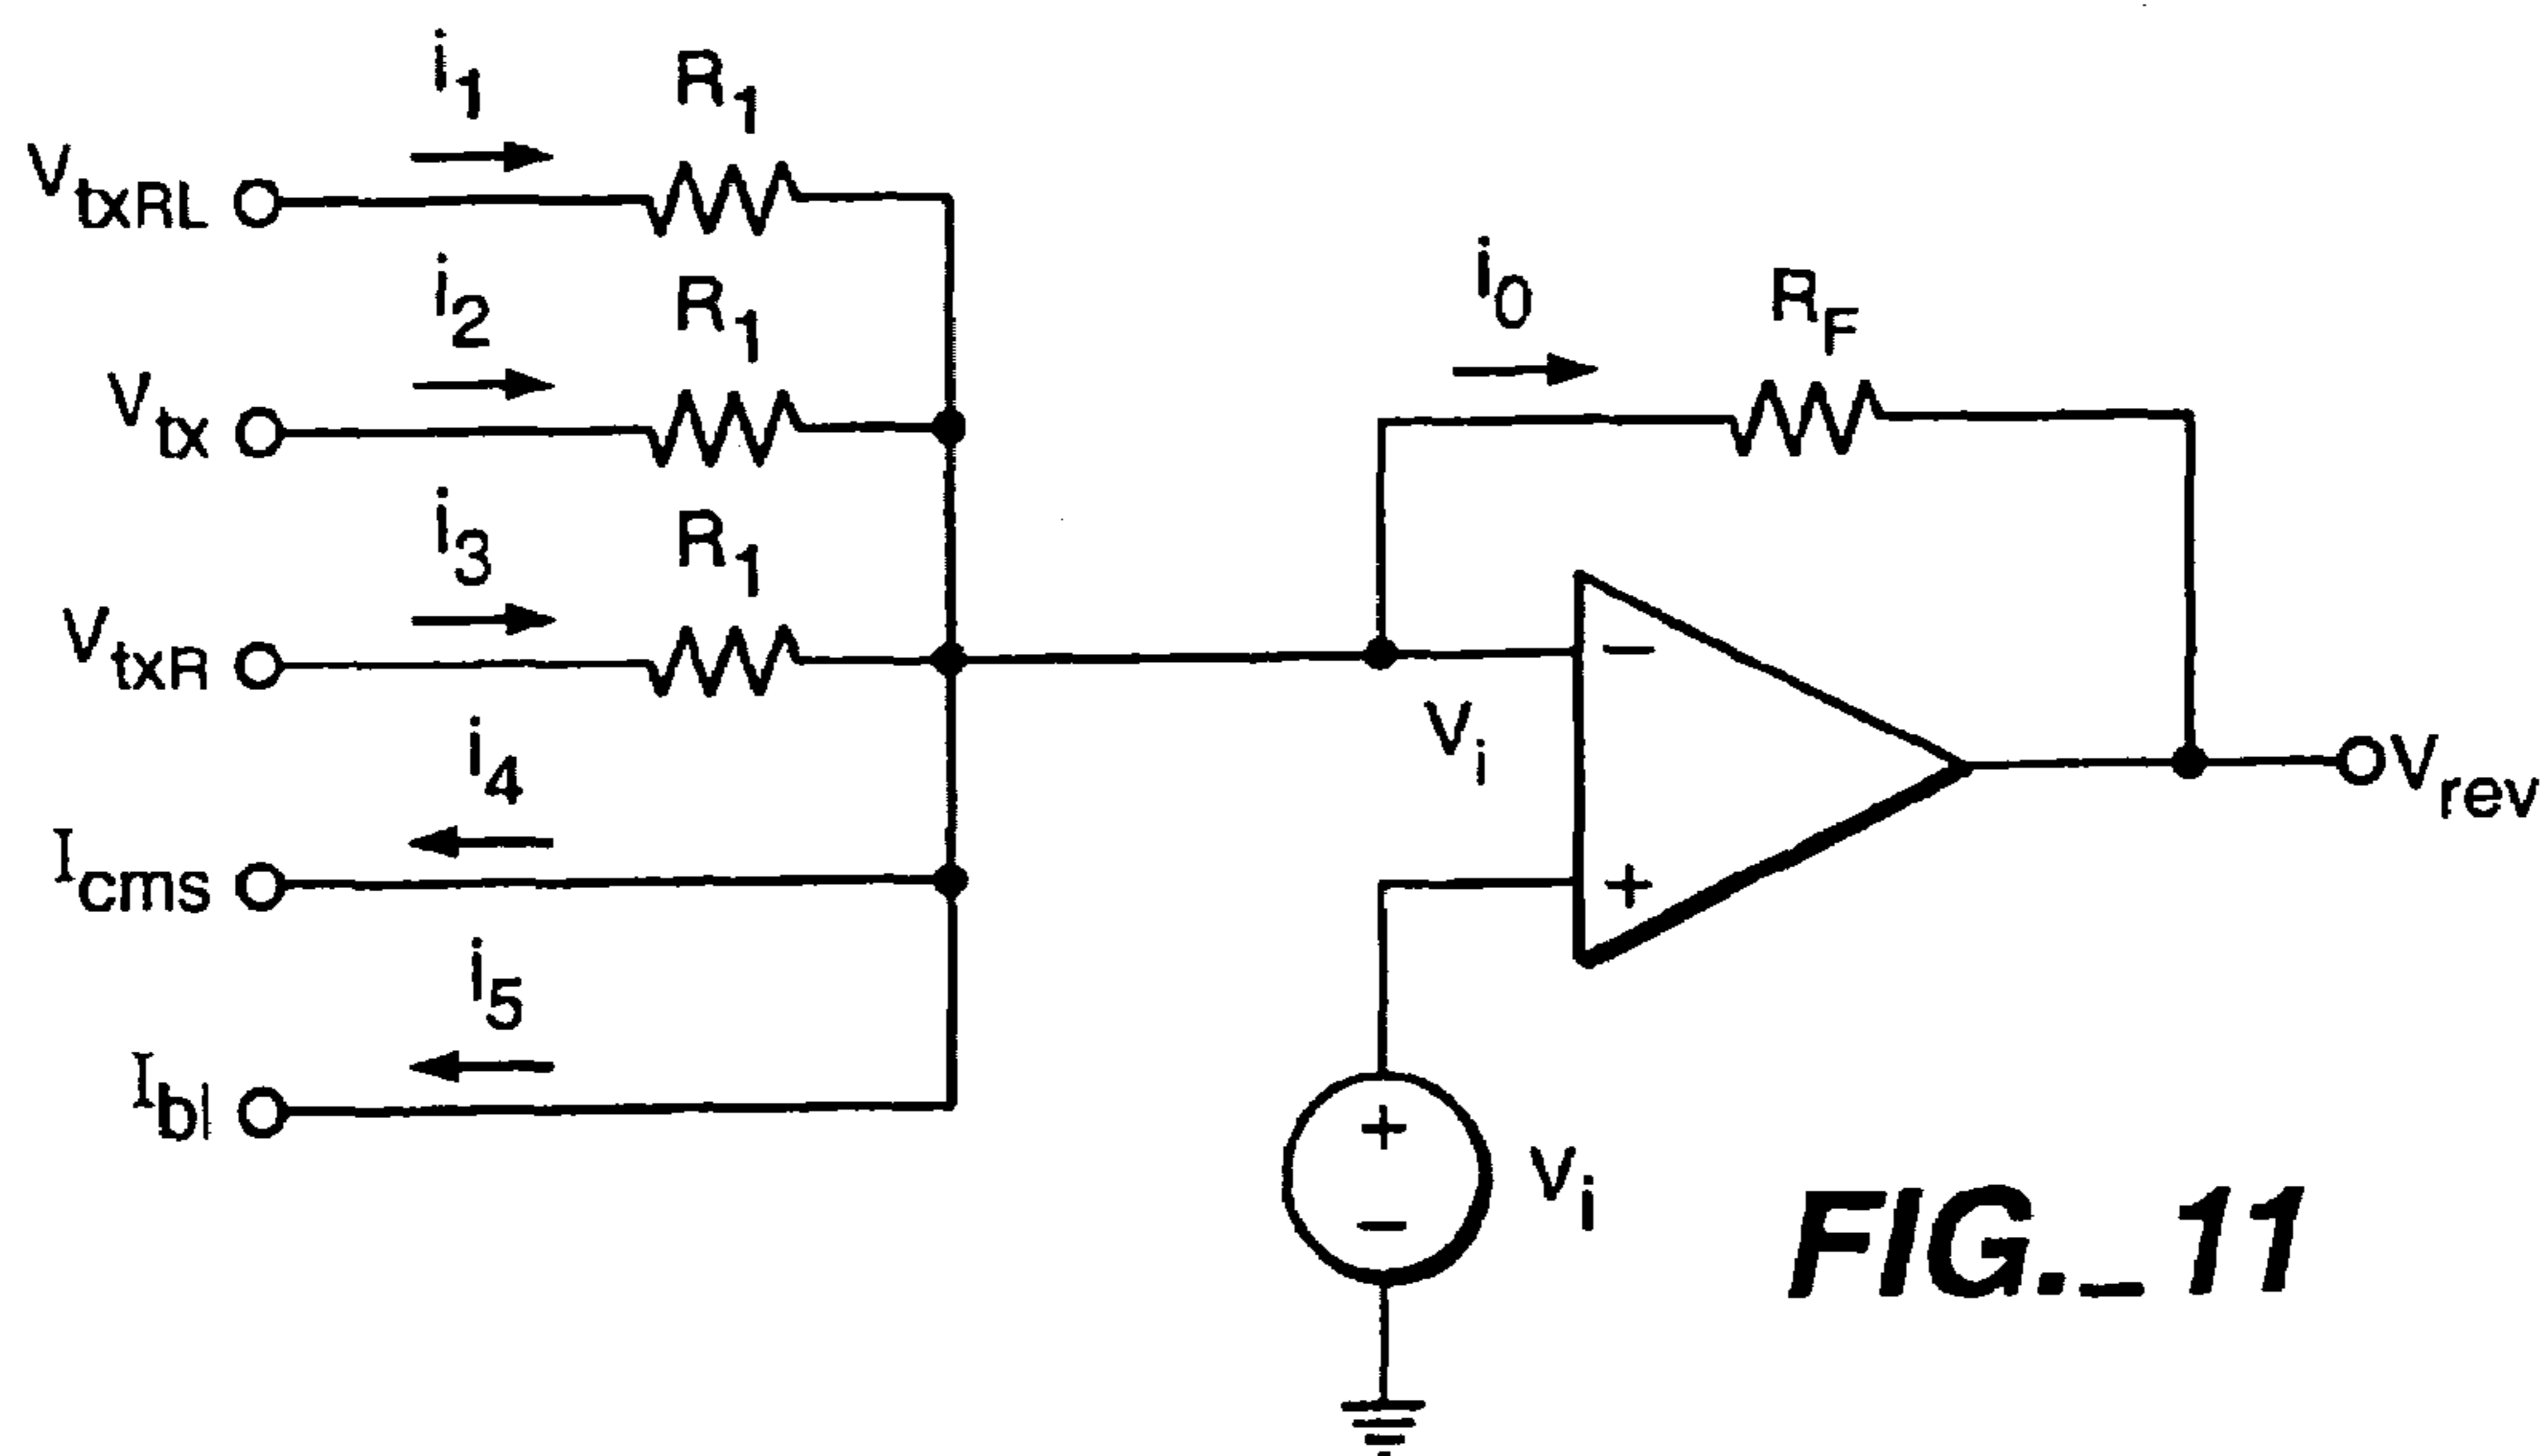 i1
R1
VtxRL
i2
R1
Vtx
i3
R1
VtxR
i4
Icms
i5
Ibl
i0
RF
−
Vi
+
Vrev
+
−
Vi
FIG._11